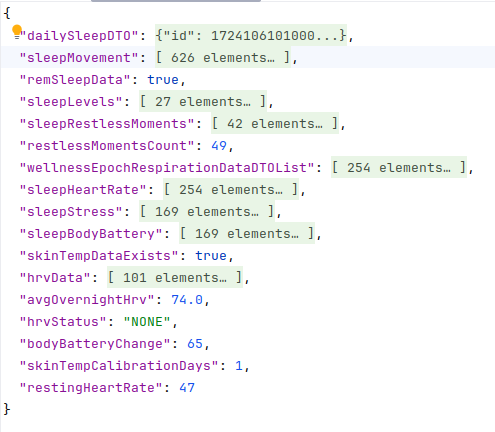 {
"dailySleepDTO": {"id": 1724106101000...},
"sleepMovement": [ 626 elements… ],
"remSleepData": true,
"sleepLevels": [ 27 elements… ],
"sleepRestlessMoments": [ 42 elements… ],
"restlessMomentsCount": 49,
"wellnessEpochRespirationDataDTOList": [ 254 elements… ],
"sleepHeartRate": [ 254 elements… ],
"sleepStress": [ 169 elements… ],
"sleepBodyBattery": [ 169 elements… ],
"skinTempDataExists": true,
"hrvData": [ 101 elements… ],
"avgOvernightHrv": 74.0,
"hrvStatus": "NONE",
"bodyBatteryChange": 65,
"skinTempCalibrationDays": 1,
"restingHeartRate": 47
}